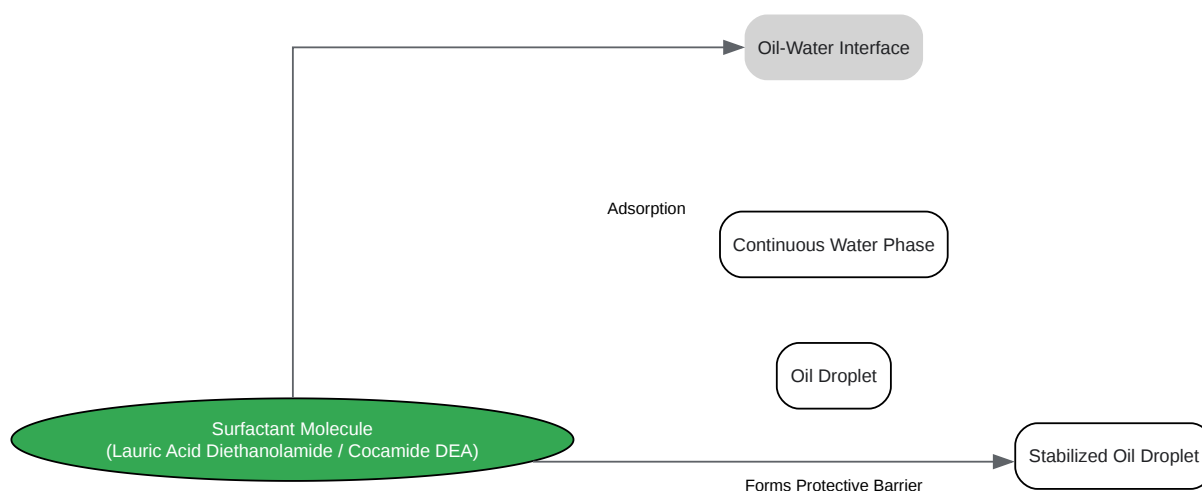 Oil-Water Interface
Adsorption
Continuous Water Phase
Oil Droplet
Surfactant Molecule
(Lauric Acid Diethanolamide / Cocamide DEA)
Stabilized Oil Droplet
Forms Protective Barrier